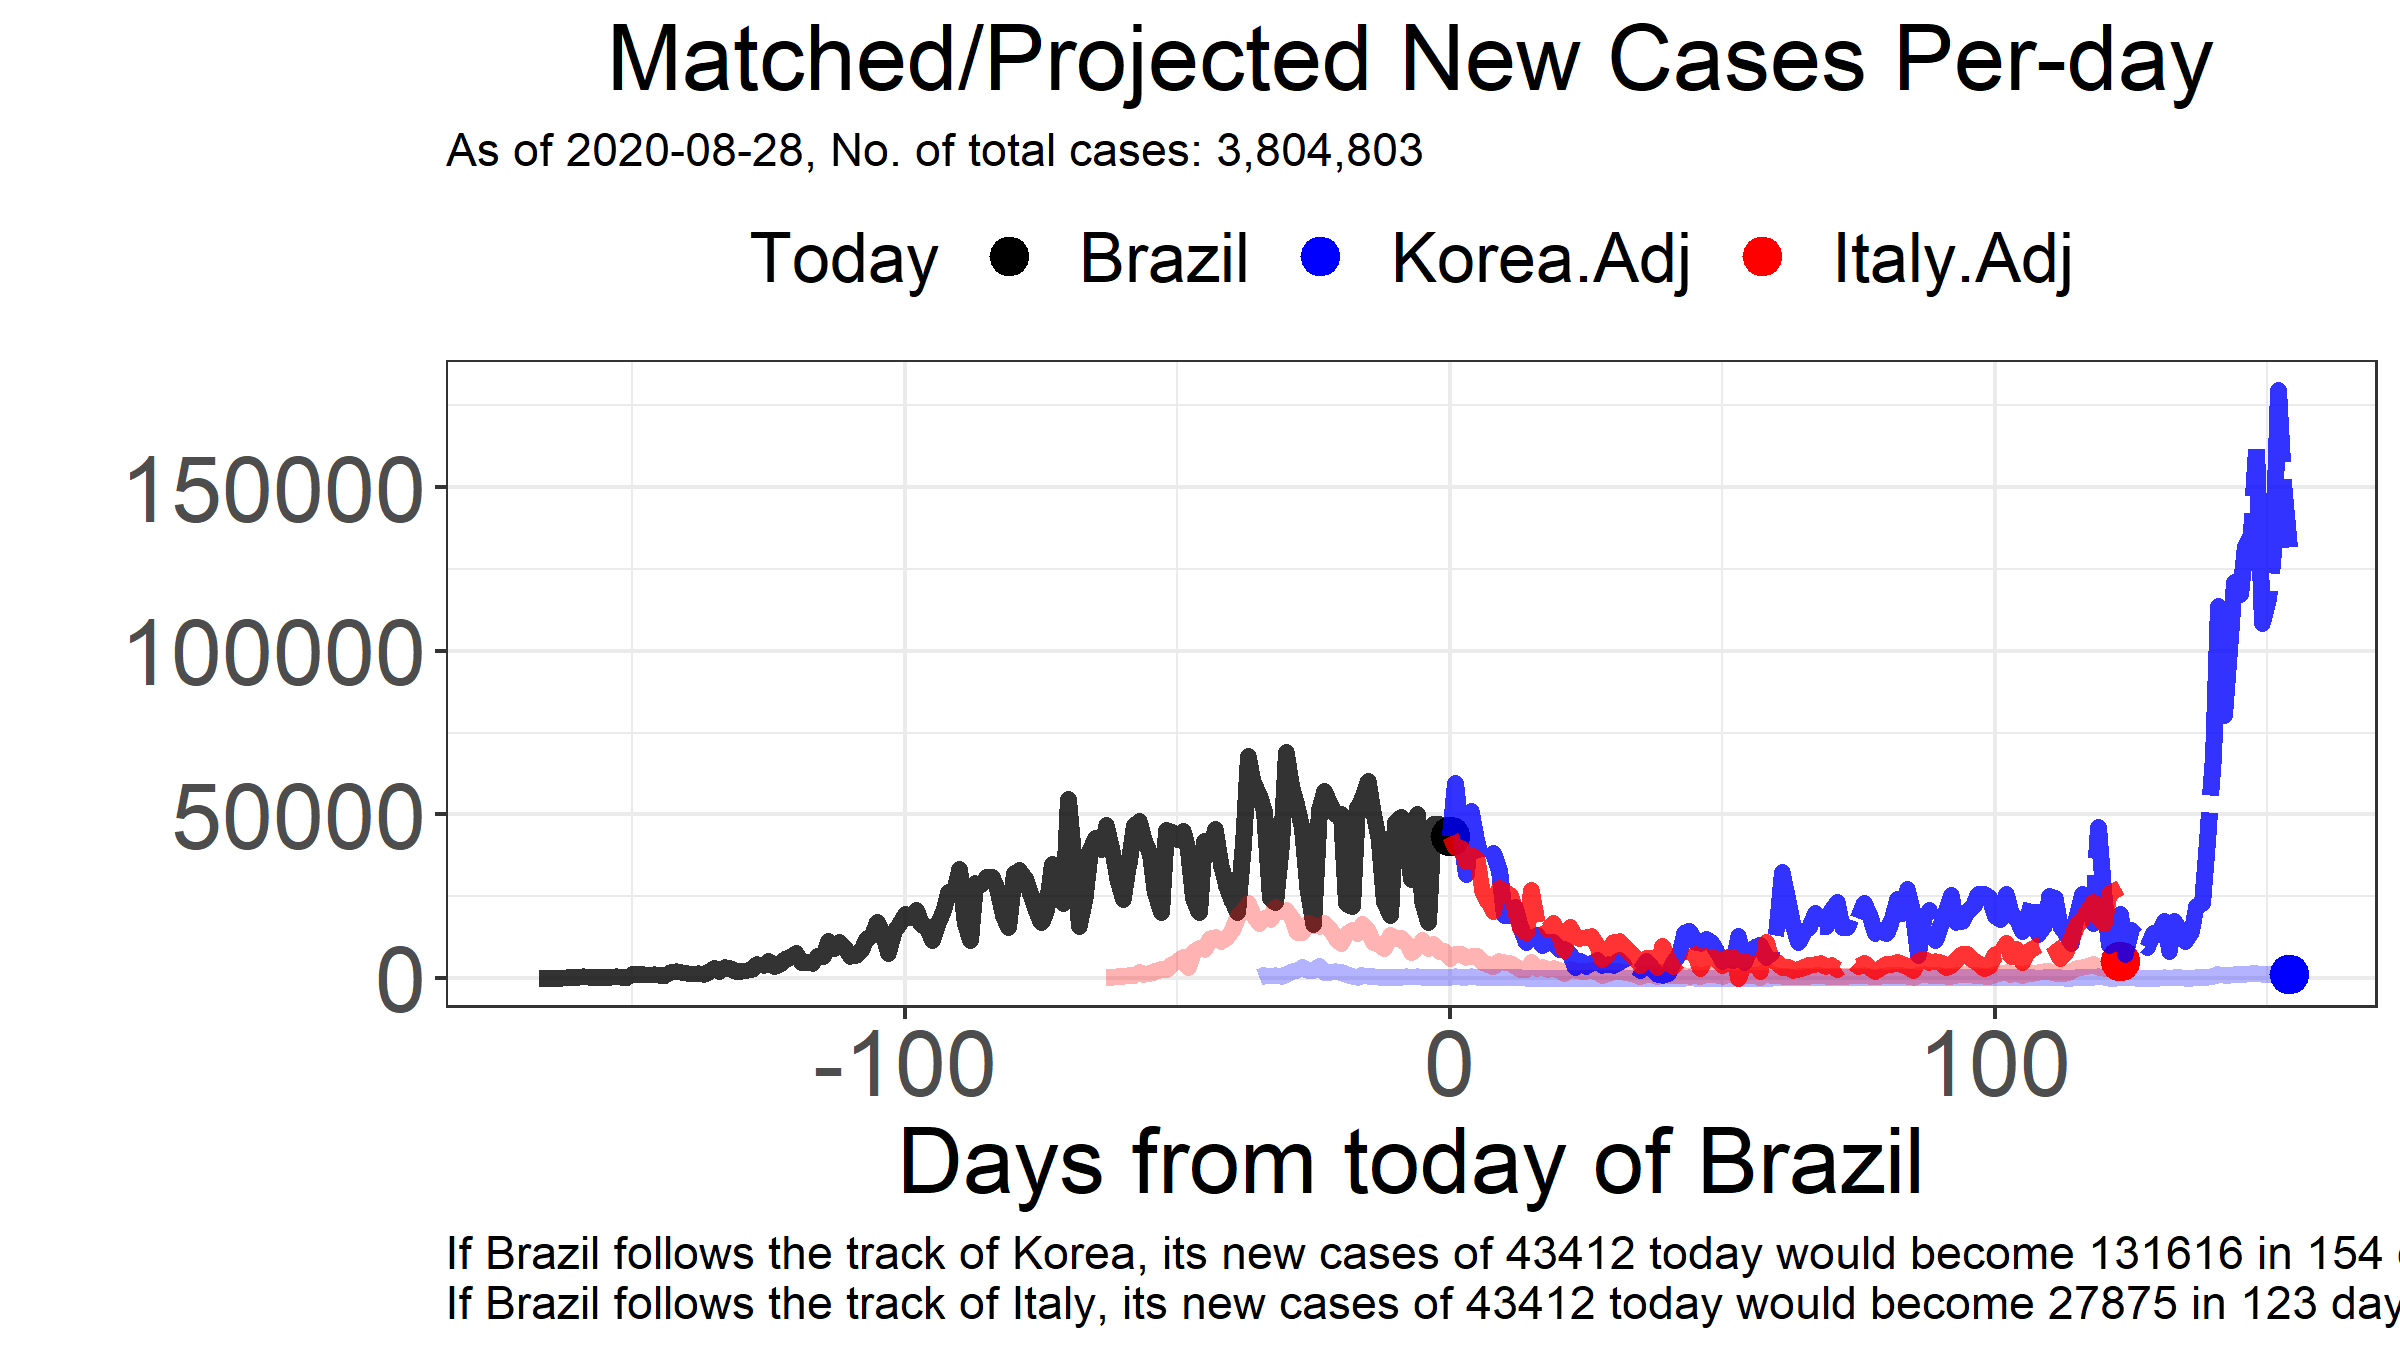 Matched/Projected New Cases Per-day
As of 2020-08-28, No. of total cases: 3,804,803
Today Brazil Korea.Adj Italy.Adj
150000
100000
50000
0
-100 0 100
Days from today of Brazil
If Brazil follows the track of Korea, its new cases of 43412 today would become 131616 in 154
If Brazil follows the track of Italy, its new cases of 43412 today would become 27875 in 123 day